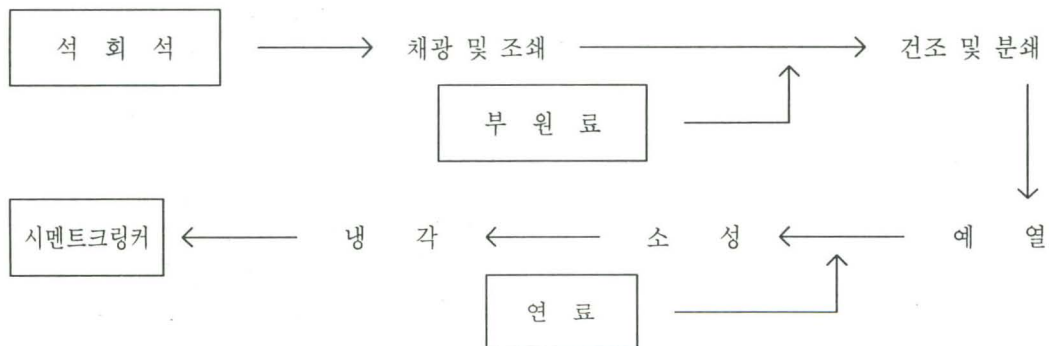 석 회 석 채광 및 조쇄 건조 및 분쇄
부 원 료
시멘트크링커 냉 각 소 성 예 열
연 료